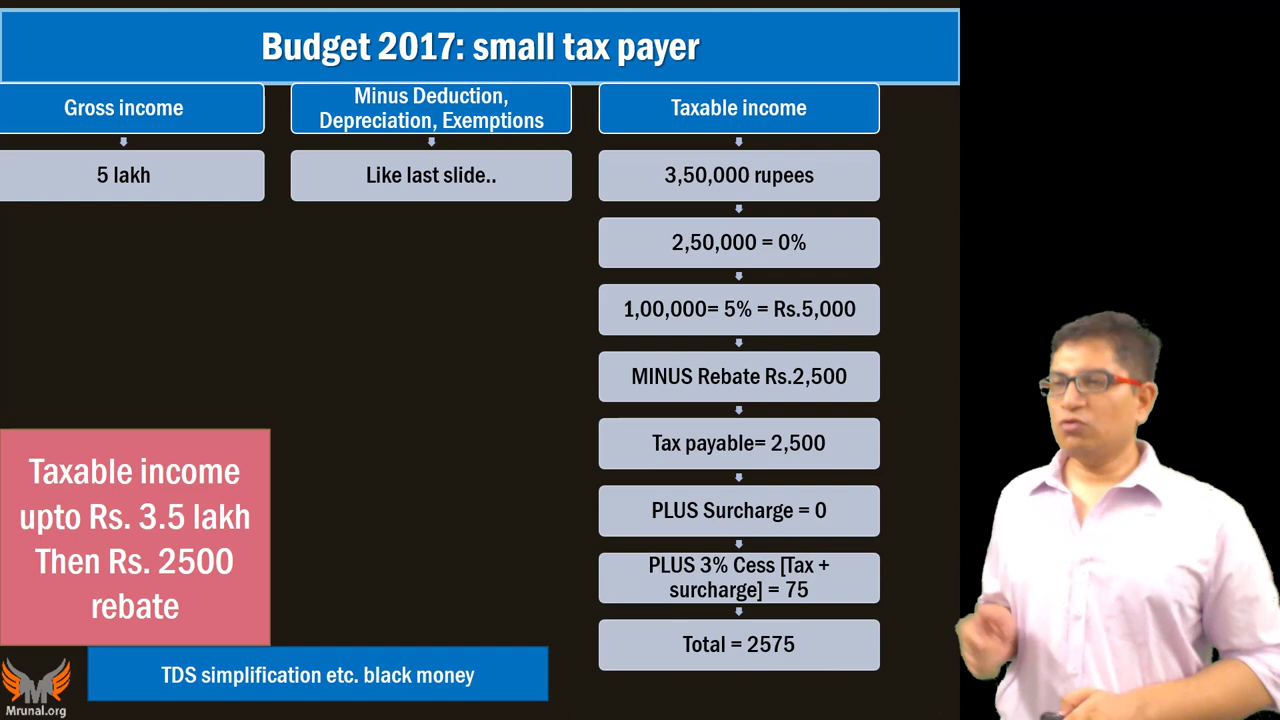 Budget 2017: small tax payer
Gross income
Minus Deduction,
Depreciation, Exemptions
Taxable income
5 lakh
Like last slide..
3,50,000 rupees
2,50,000 = 0%
1,00,000= 5% = Rs.5,000
MINUS Rebate Rs.2,500
Tax payable= 2,500
PLUS Surcharge = 0
PLUS 3% Cess [Tax +
surcharge] = 75
Total = 2575
Taxable income
upto Rs. 3.5 lakh
Then Rs. 2500
rebate
TDS simplification etc. black money
M
Mrunal.org